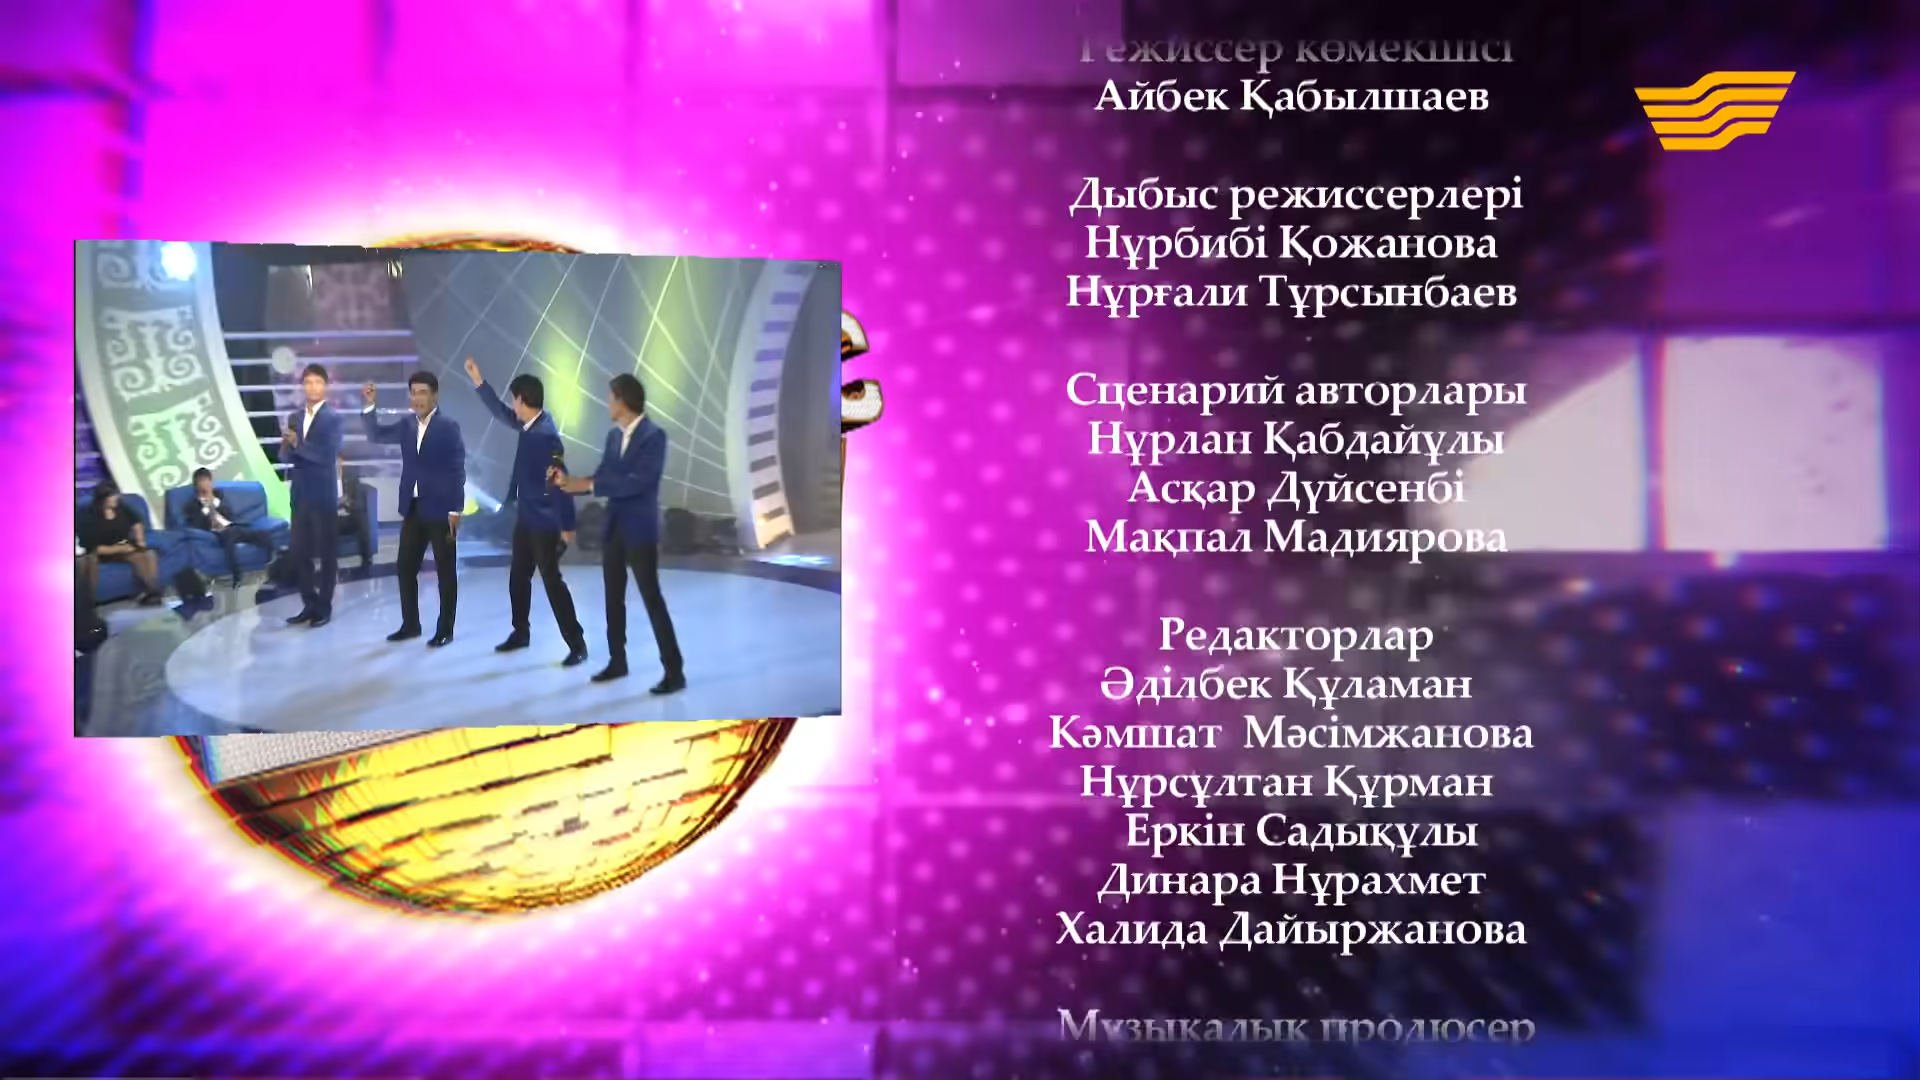 Режиссер көмекшісі
Айбек Қабылшаев
Дыбыс режиссерлері
Нұрбибі Қожанова
Нұрғали Тұрсынбаев
Сценарий авторлары
Нұрлан Қабдайұлы
Асқар Дүйсенбі
Мақпал Мадиярова
Редакторлар
Әділбек Құламан
Кәмшат Мәсімжанова
Нұрсұлтан Құрман
Еркін Садықұлы
Динара Нұрахмет
Халида Дайыржанова
Музыкалық продюсер